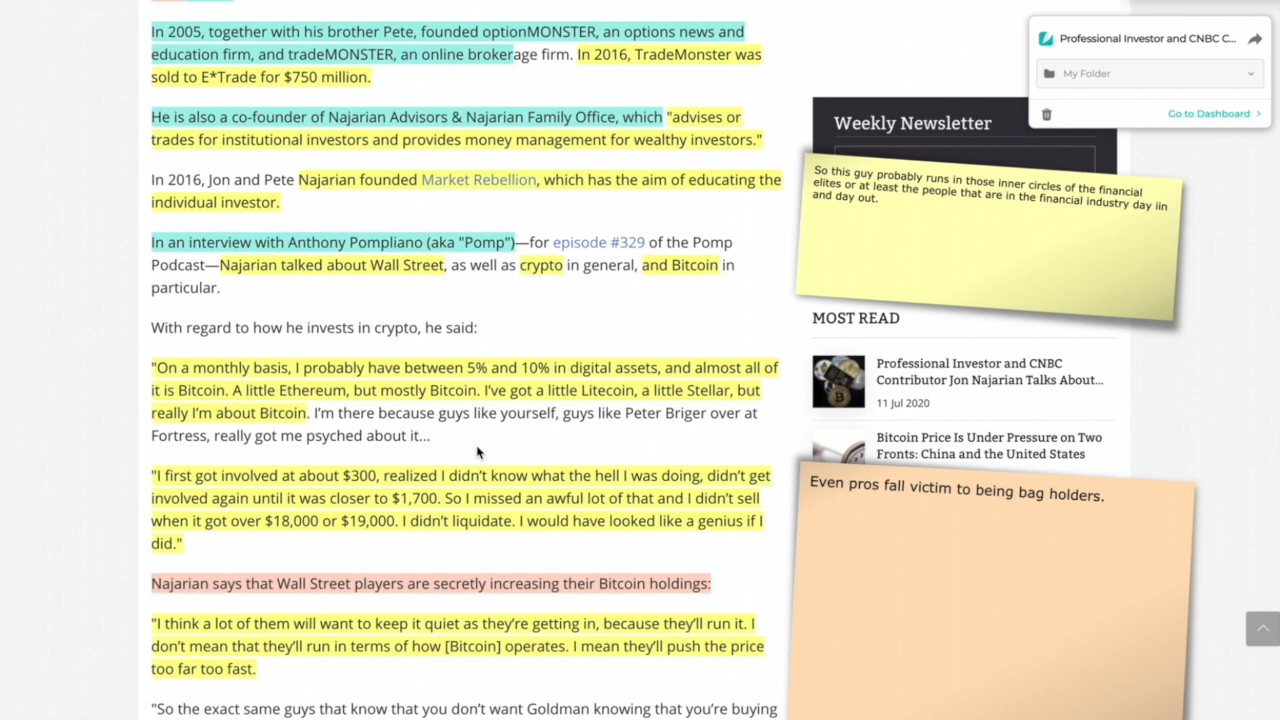 In 2005, together with his brother Pete, founded optionMONSTER, an options news and
education firm, and tradeMONSTER, an online brokerage firm. In 2016, TradeMonster was
sold to E*Trade for $750 million.
He is also a co-founder of Najarian Advisors & Najarian Family Office, which "advises or
trades for institutional investors and provides money management for wealthy investors."
In 2016, Jon and Pete Najarian founded Market Rebellion, which has the aim of educating the
individual investor.
In an interview with Anthony Pompliano (aka "Pomp")—for episode #329 of the Pomp
Podcast—Najarian talked about Wall Street, as well as crypto in general, and Bitcoin in
particular.
With regard to how he invests in crypto, he said:
"On a monthly basis, I probably have between 5% and 10% in digital assets, and almost all of
it is Bitcoin. A little Ethereum, but mostly Bitcoin. I've got a little Litecoin, a little Stellar, but
really I'm about Bitcoin. I'm there because guys like yourself, guys like Peter Briger over at
Fortress, really got me psyched about it...
"I first got involved at about $300, realized I didn't know what the hell I was doing, didn't get
involved again until it was closer to $1,700. So I missed an awful lot of that and I didn't sell
when it got over $18,000 or $19,000. I didn't liquidate. I would have looked like a genius if I
did."
Najarian says that Wall Street players are secretly increasing their Bitcoin holdings:
"I think a lot of them will want to keep it quiet as they're getting in, because they'll run it. I
don't mean that they'll run in terms of how [Bitcoin] operates. I mean they'll push the price
too far too fast.
"So the exact same guys that know that you don't want Goldman knowing that you're buying
Professional Investor and CNBC C...
My Folder
Go to Dashboard
Weekly Newsletter
So this guy probably runs in those inner circles of the financial
elites or at least the people that are in the financial industry day iin
and day out.
MOST READ
Professional Investor and CNBC
Contributor Jon Najarian Talks About...
11 Jul 2020
Bitcoin Price Is Under Pressure on Two
Fronts: China and the United States
Even pros fall victim to being bag holders.